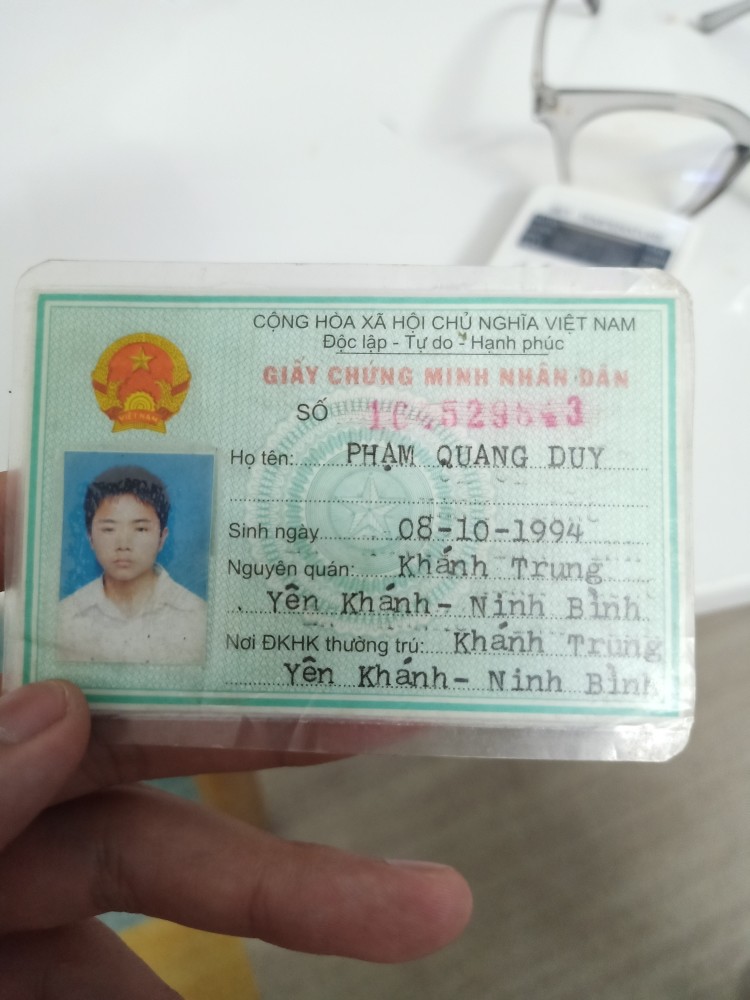 CỘNG HÒA XÃ HỘI CHỦ NGHĨA VIỆT NAM
Độc lập - Tự do - Hạnh phúc
GIẤY CHỨNG MINH NHÂN DÂN
SỐ
VIỆT NAM
Họ tên: PHẠM QUANG DUY
Sinh ngày 08-10-1994
Nguyên quán: Khánh Trung
Yên Khánh- Ninh Bình
Nơi ĐKHK thường trú: Khánh Trung
Yên Khánh- Ninh Bình